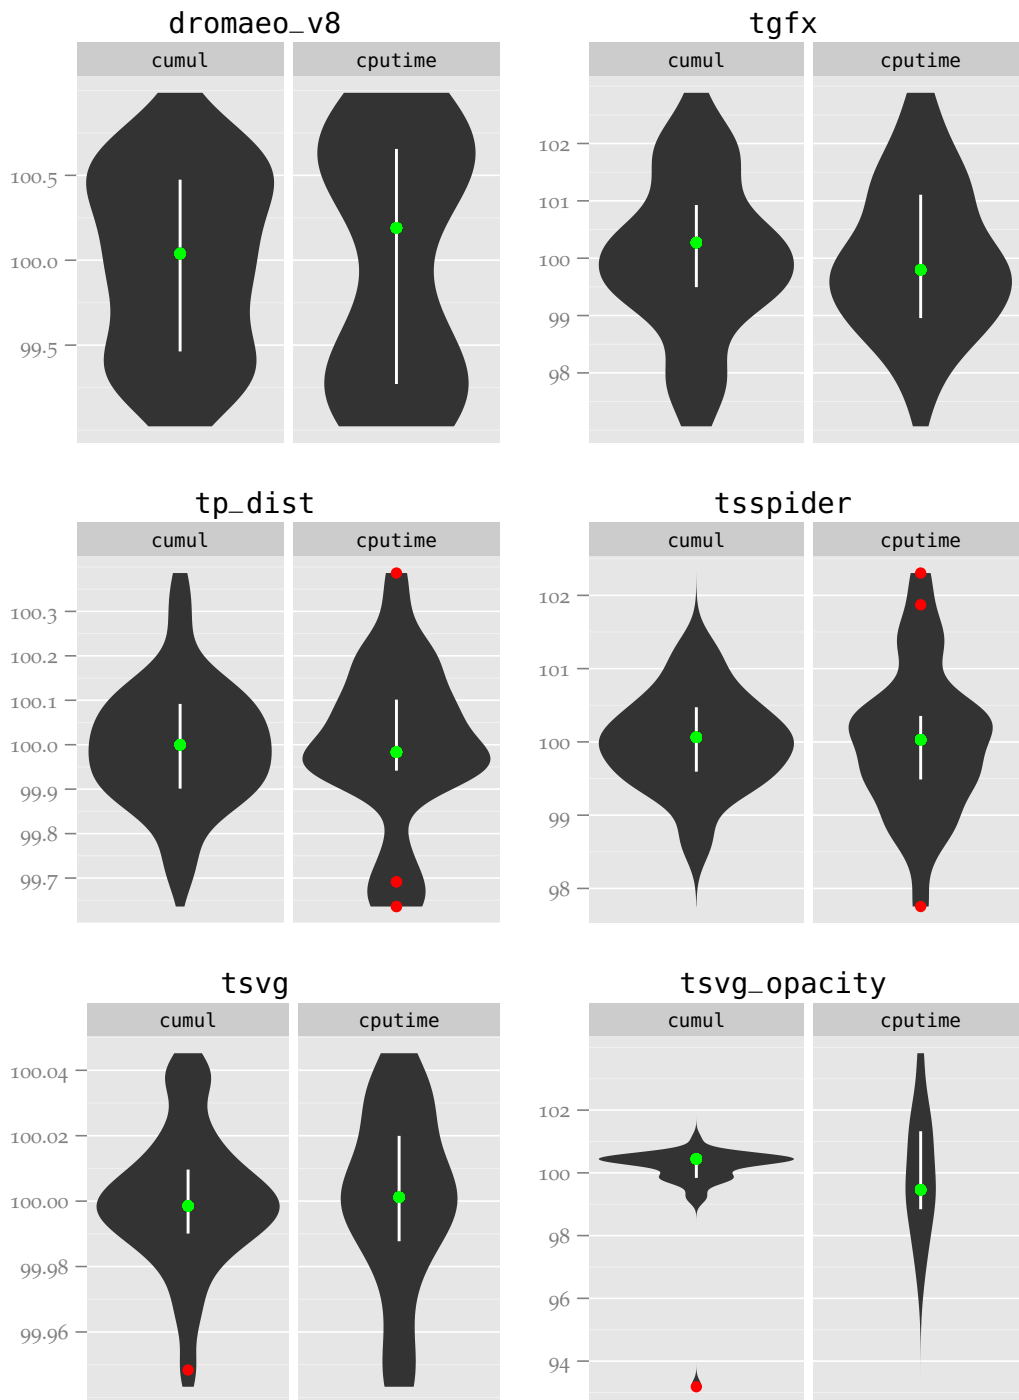 dromaeo_v8
tgfx
cumul
cputime
cumul
cputime
100.5
100.0
99.5
102
101
100
99
98
tp_dist
tsspider
cumul
cputime
cumul
cputime
100.3
100.2
100.1
100.0
99.9
99.8
99.7
102
101
100
99
98
tsvg
tsvg_opacity
cumul
cputime
cumul
cputime
100.04
100.02
100.00
99.98
99.96
102
100
98
96
94